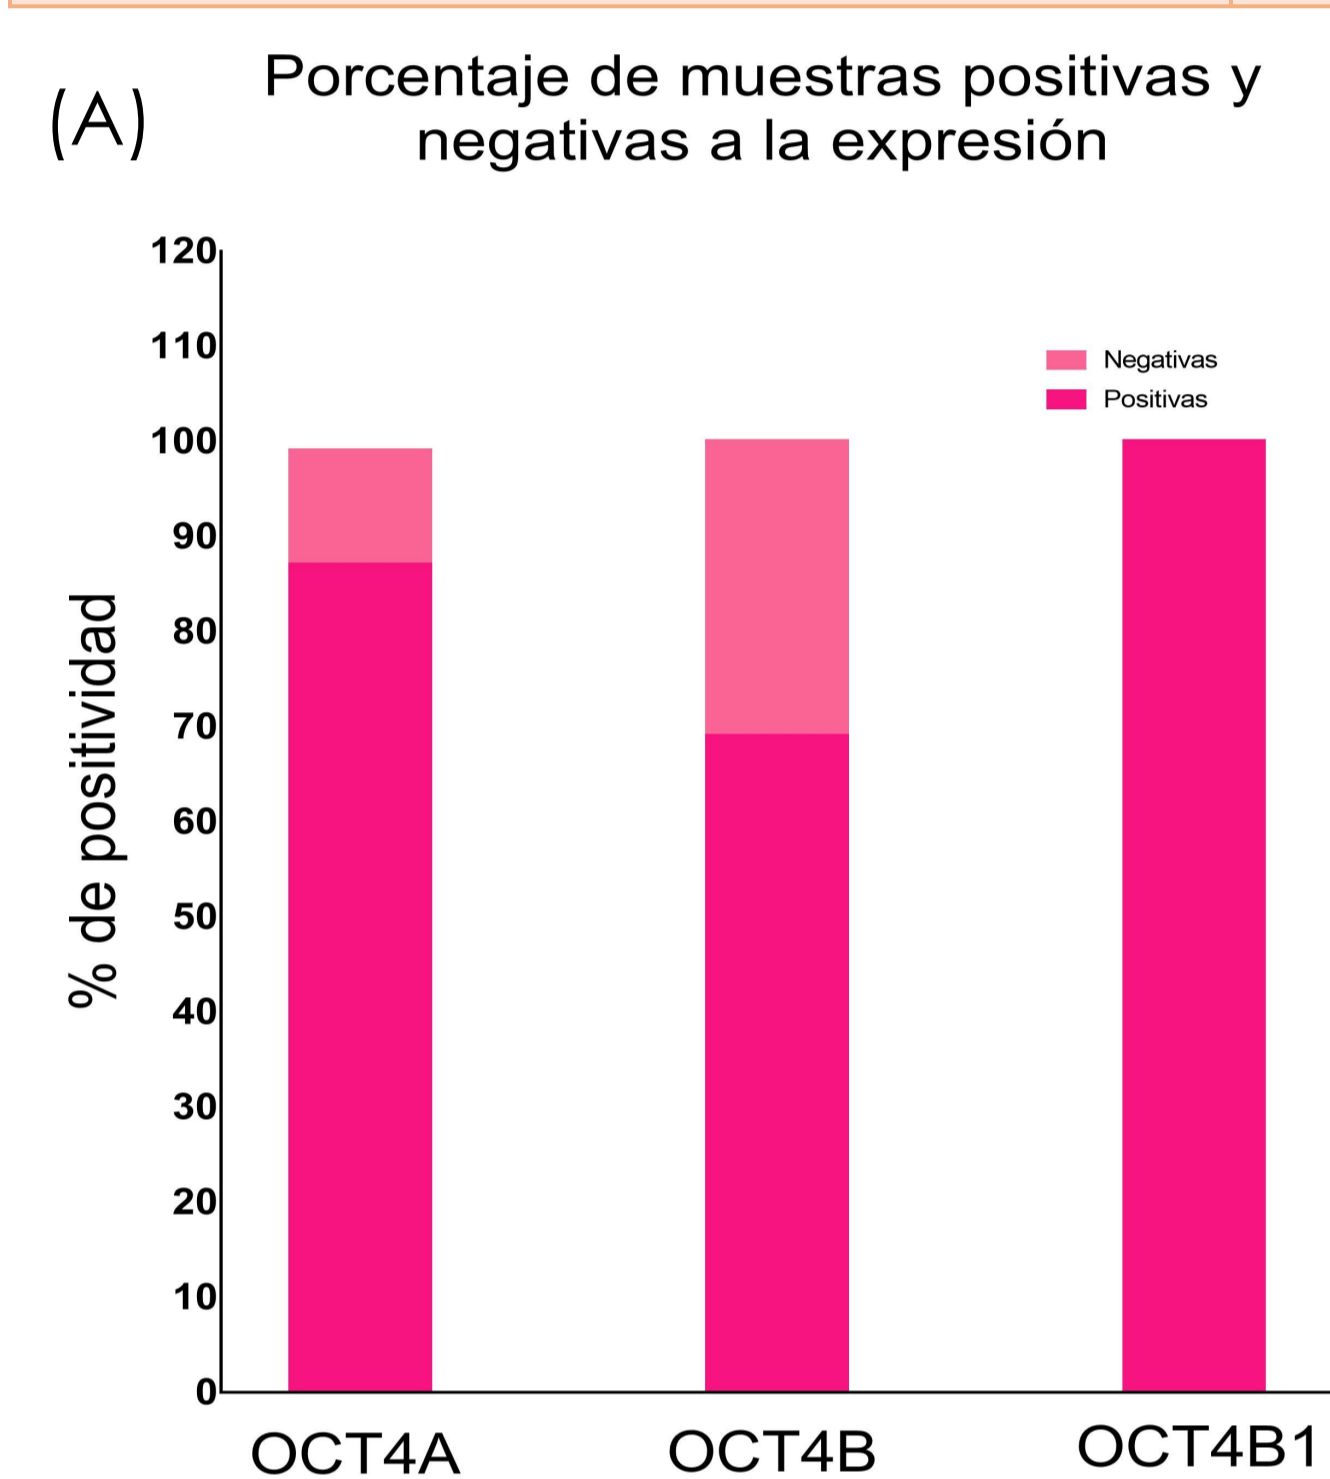 (A)
Porcentaje de muestras positivas y
negativas a la expresión
120
110
100
90
80
70
60
50
40
30
20
10
0
% de positividad
Negativas
Positivas
OCT4A
OCT4B
OCT4B1